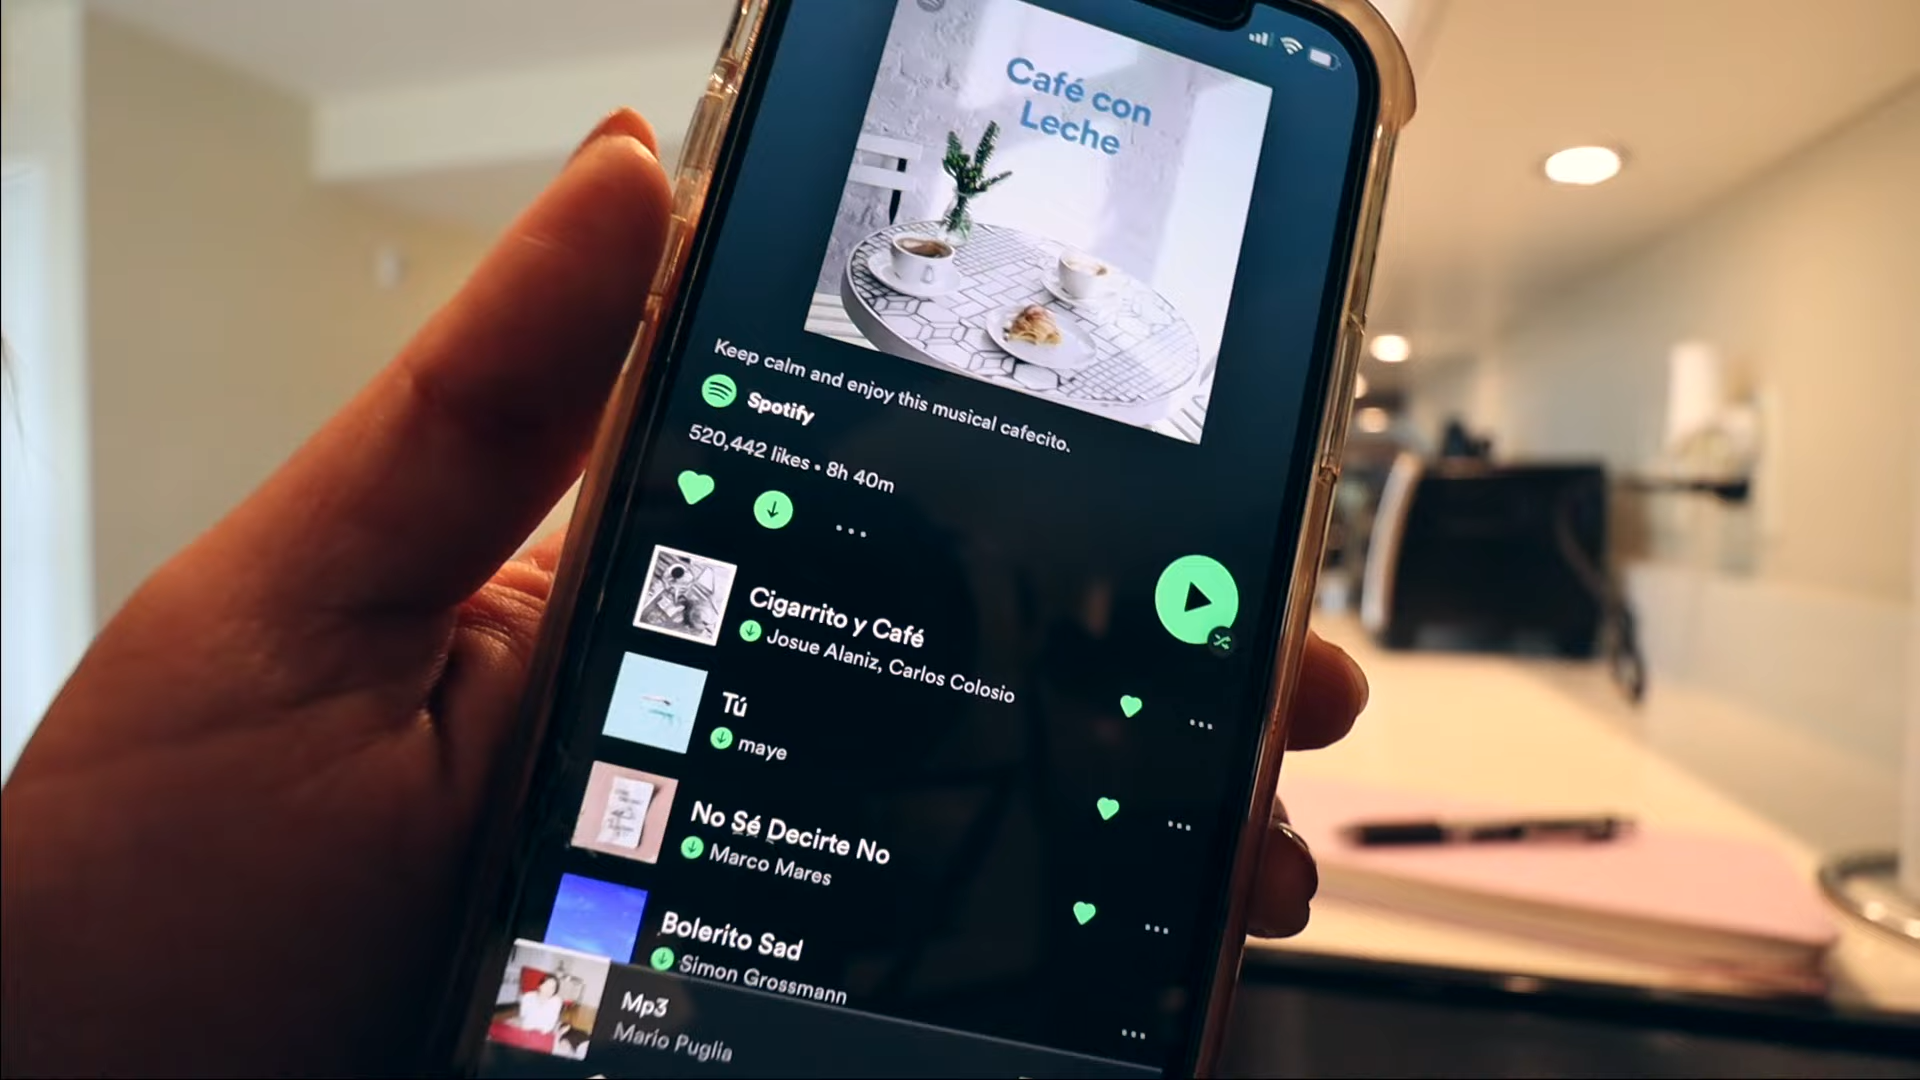 Café con
Leche
Keep calm and enjoy this musical cafecito.
Spotify
520,442 likes • 8h 40m
Cigarrito y Café
Josue Alaniz, Carlos Colosio
Tú
maye
No Sé Decirte No
Marco Mares
Bolerito Sad
Simon Grossmann
Mp3
Mario Puglia